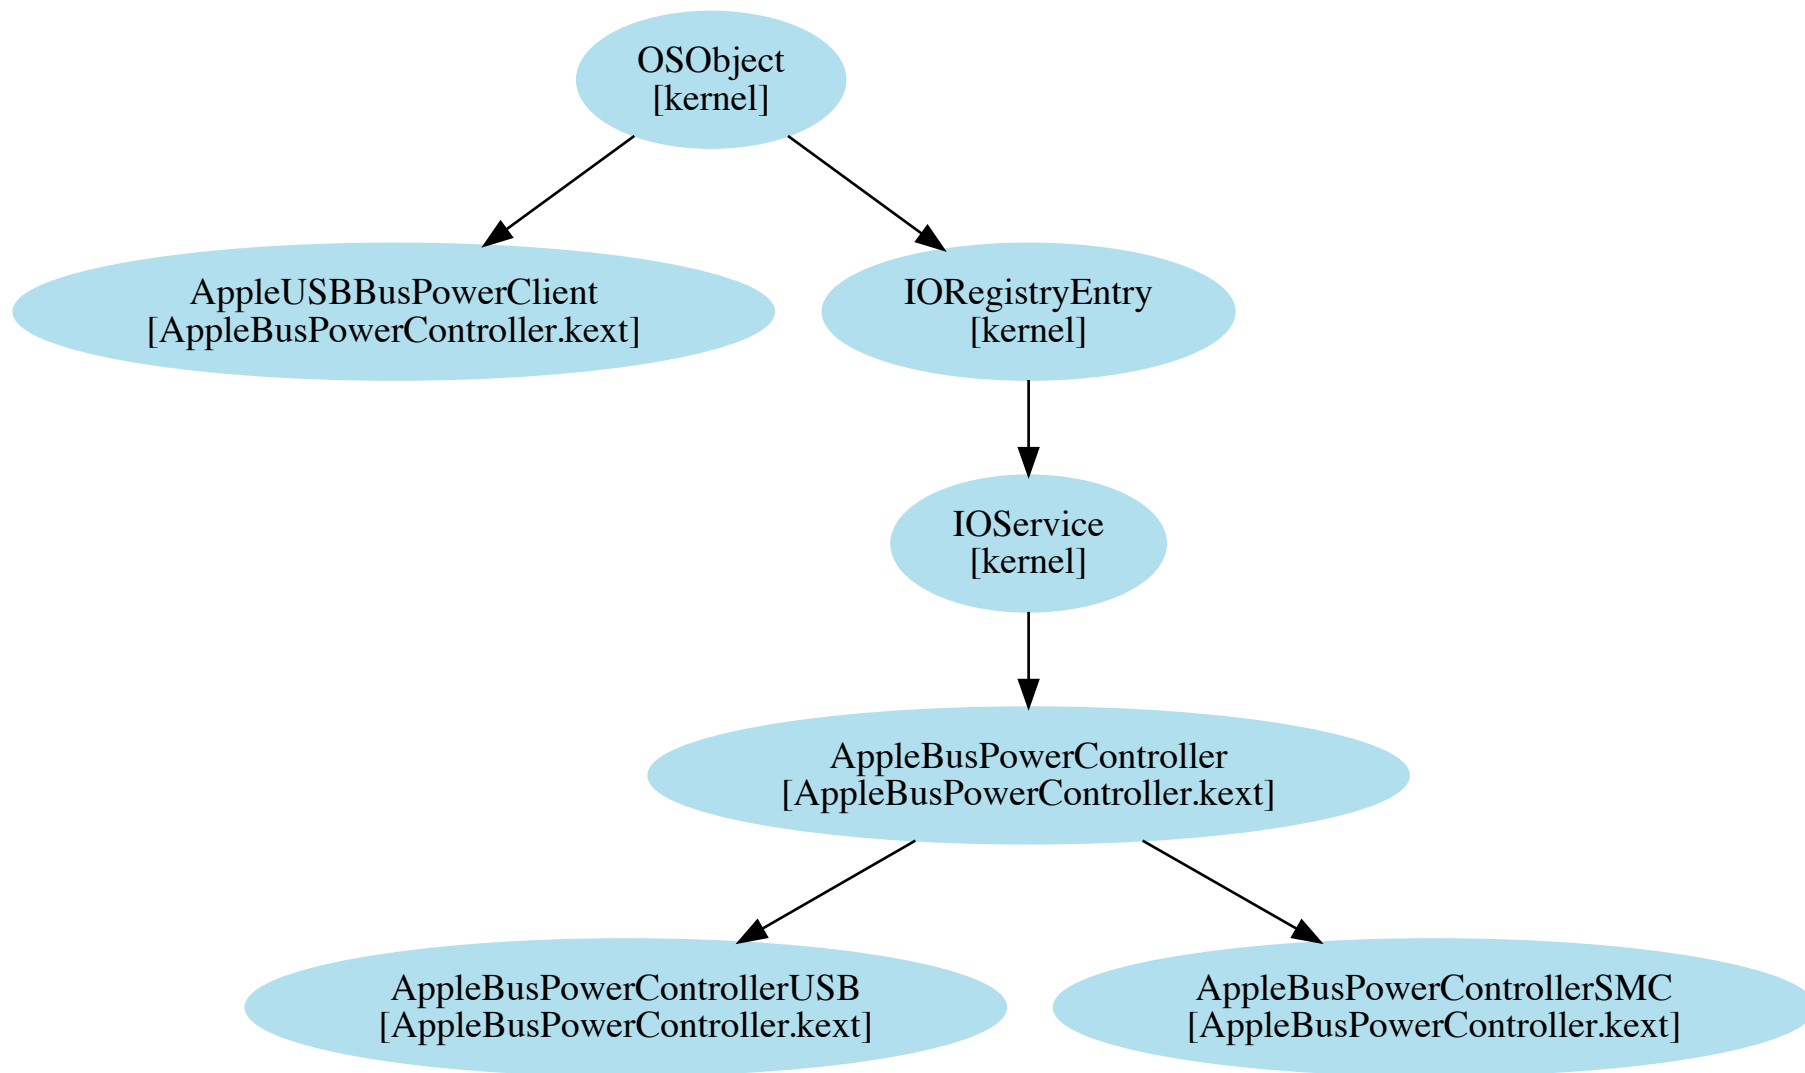 OSObject
[kernel]
AppleUSBBusPowerClient
[AppleBusPowerController.kext]
IORegistryEntry
[kernel]
IOService
[kernel]
AppleBusPowerController
[AppleBusPowerController.kext]
AppleBusPowerControllerUSB
[AppleBusPowerController.kext]
AppleBusPowerControllerSMC
[AppleBusPowerController.kext]